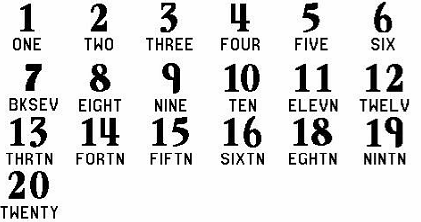 1 2 3 4 5 6
ONE TWO THREE FOUR FIVE SIX
7 8 9 10 11 12
BKSEV EIGHT NINE TEN ELEVN TWELV
13 14 15 16 18 19
THRTN FORTN FIFTN SIXTN EGHTN NINTN
20
TWENTY